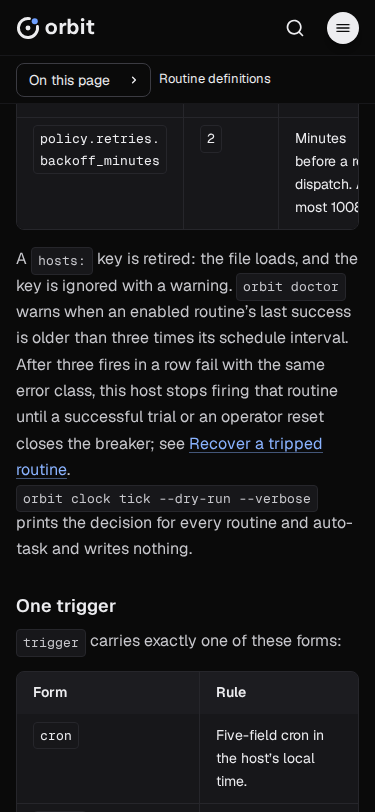 orbit
On this page
Routine definitions
policy.retries.
backoff_minutes
2
Minutes
before a
dispatch.
most
A hosts: key is retired: the file loads, and the
key is ignored with a warning. orbit doctor
warns when an enabled routine's last success
is older than three times its schedule interval.
After three fires in a row fail with the same
error class, this host stops firing that routine
until a successful trial or an operator reset
closes the breaker; see Recover a tripped
routine.
orbit clock tick --dry-run --verbose
prints the decision for every routine and auto-
task and writes nothing.
One trigger
trigger carries exactly one of these forms:
Form
Rule
cron
Five-field cron in
the host's local
time.